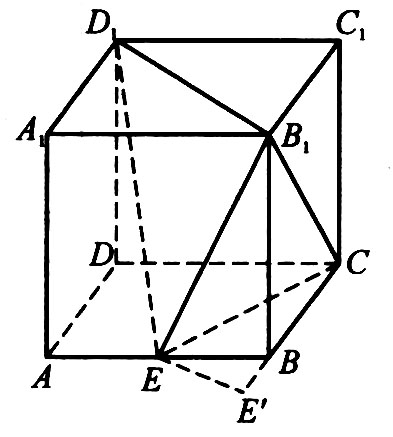 D₁ C₁
A₁ B₁
D C
A E B
E'